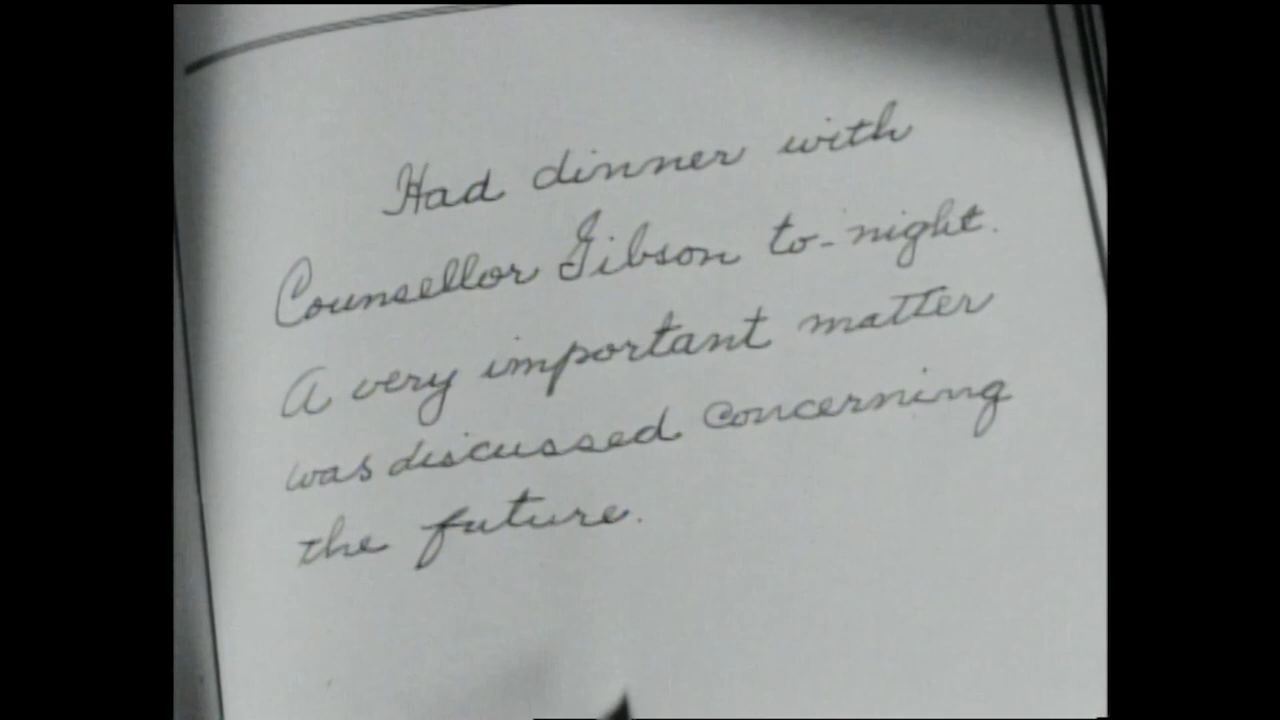 Had dinner with
Counsellor Gibson to-night.
A very important matter
was discussed concerning
the future.